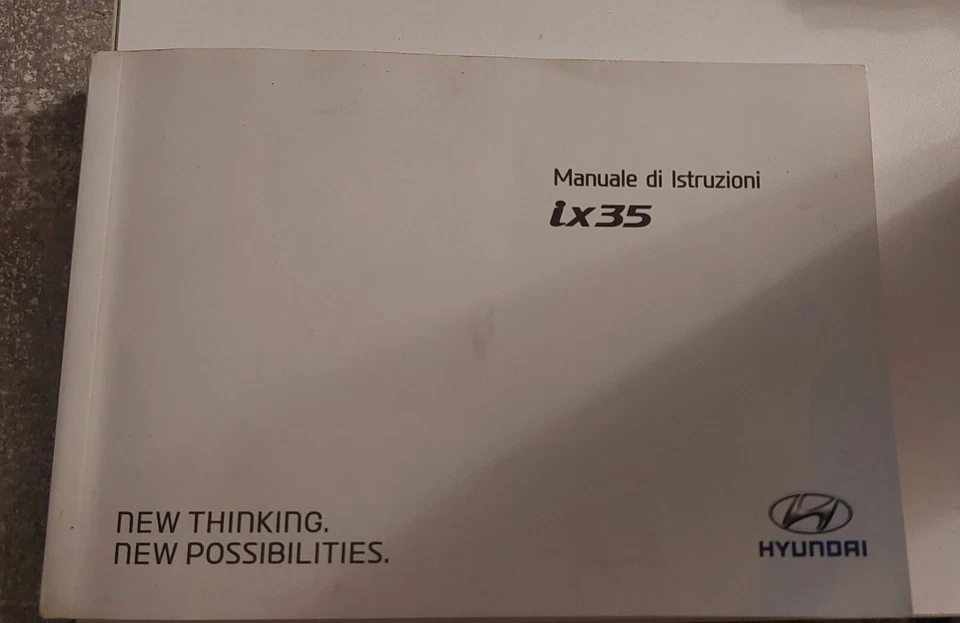 Manuale di Istruzioni
ix35
NEW THINKING.
NEW POSSIBILITIES.
HYUNDAI